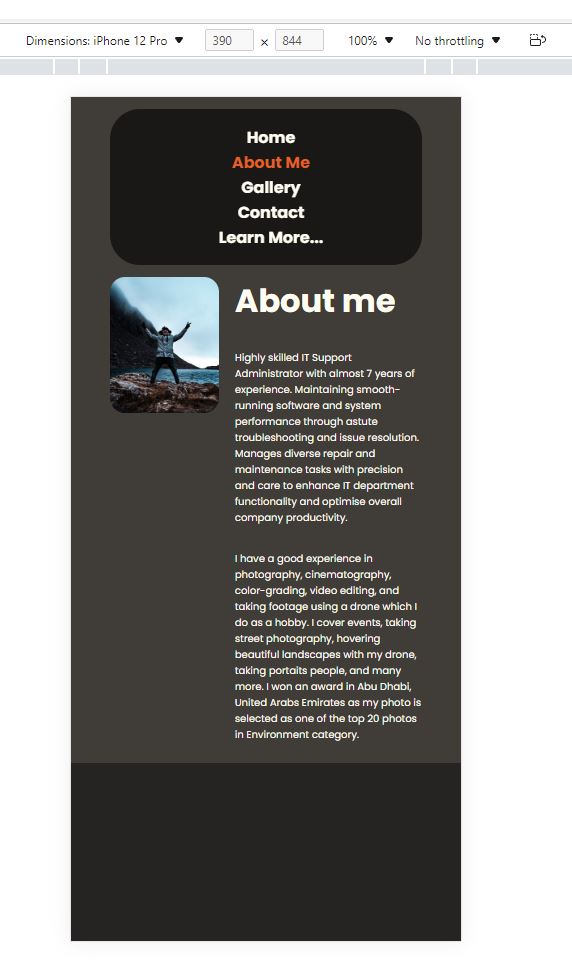 Dimensions: iPhone 12 Pro ▼ 390 × 844 100% ▼ No throttling ▼
Home
About Me
Gallery
Contact
Learn More...
About me
Highly skilled IT Support
Administrator with almost 7 years of
experience. Maintaining smooth-
running software and system
performance through astute
troubleshooting and issue resolution.
Manages diverse repair and
maintenance tasks with precision
and care to enhance IT department
functionality and optimise overall
company productivity.
I have a good experience in
photography, cinematography,
color-grading, video editing, and
taking footage using a drone which I
do as a hobby. I cover events, taking
street photography, hovering
beautiful landscapes with my drone,
taking portaits people, and many
more. I won an award in Abu Dhabi,
United Arabs Emirates as my photo is
selected as one of the top 20 photos
in Environment category.